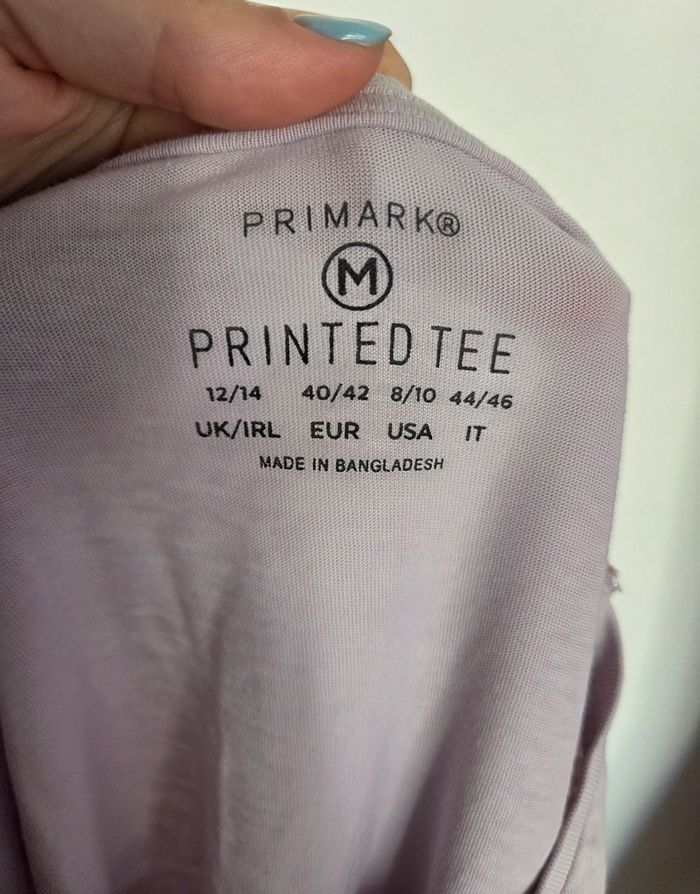 PRIMARK®
M
PRINTED TEE
12/14 40/42 8/10 44/46
UK/IRL EUR USA IT
MADE IN BANGLADESH